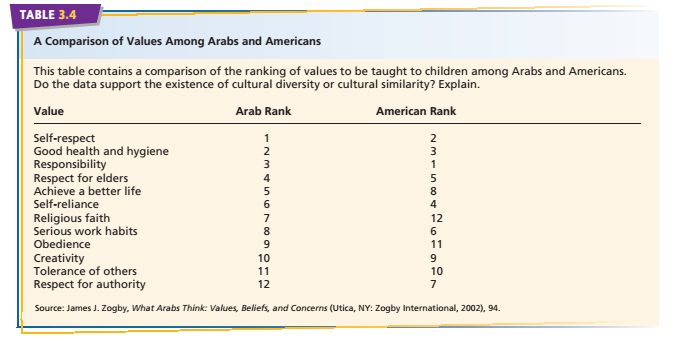 TABLE 3.4
A Comparison of Values Among Arabs and Americans
This table contains a comparison of the ranking of values to be taught to children among Arabs and Americans.
Do the data support the existence of cultural diversity or cultural similarity? Explain.
Value Arab Rank American Rank
Self-respect 1 2
Good health and hygiene 2 3
Responsibility 3 1
Respect for elders 4 5
Achieve a better life 5 8
Self-reliance 6 4
Religious faith 7 12
Serious work habits 8 6
Obedience 9 11
Creativity 10 9
Tolerance of others 11 10
Respect for authority 12 7
Source: James J. Zogby, What Arabs Think: Values, Beliefs, and Concerns (Utica, NY: Zogby International, 2002), 94.